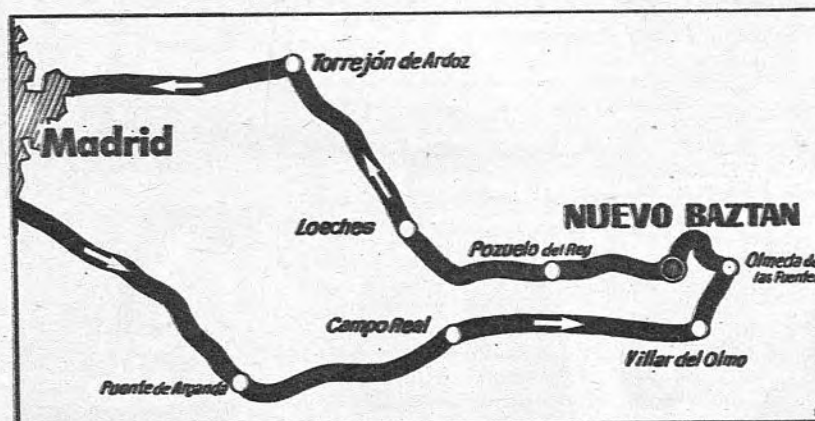 Torrejón de Ardoz
Madrid
NUEVO BAZTAN
Loeches
Pozuelo del Rey
Olmeda de
las Fuentes
Campo Real
Villar del Olmo
Puente de Arganda